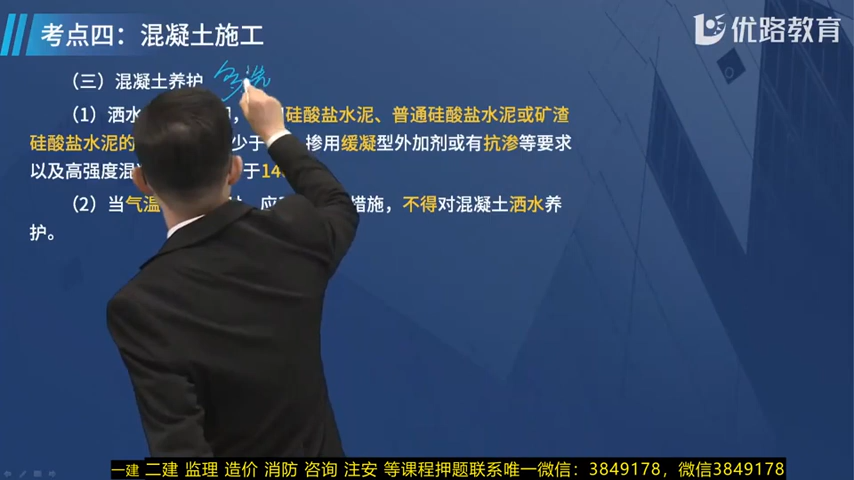 考点四：混凝土施工
优路教育
（三）混凝土养护
（1）洒水 硅酸盐水泥、普通硅酸盐水泥或矿渣
硅酸盐水泥的 少于 掺用缓凝型外加剂或有抗渗等要求
以及高强度混 于14
（2）当气温 应 措施，不得对混凝土洒水养
护。
一建 二建 监理 造价 消防 咨询 注安 等课程押题联系唯一微信：3849178，微信3849178